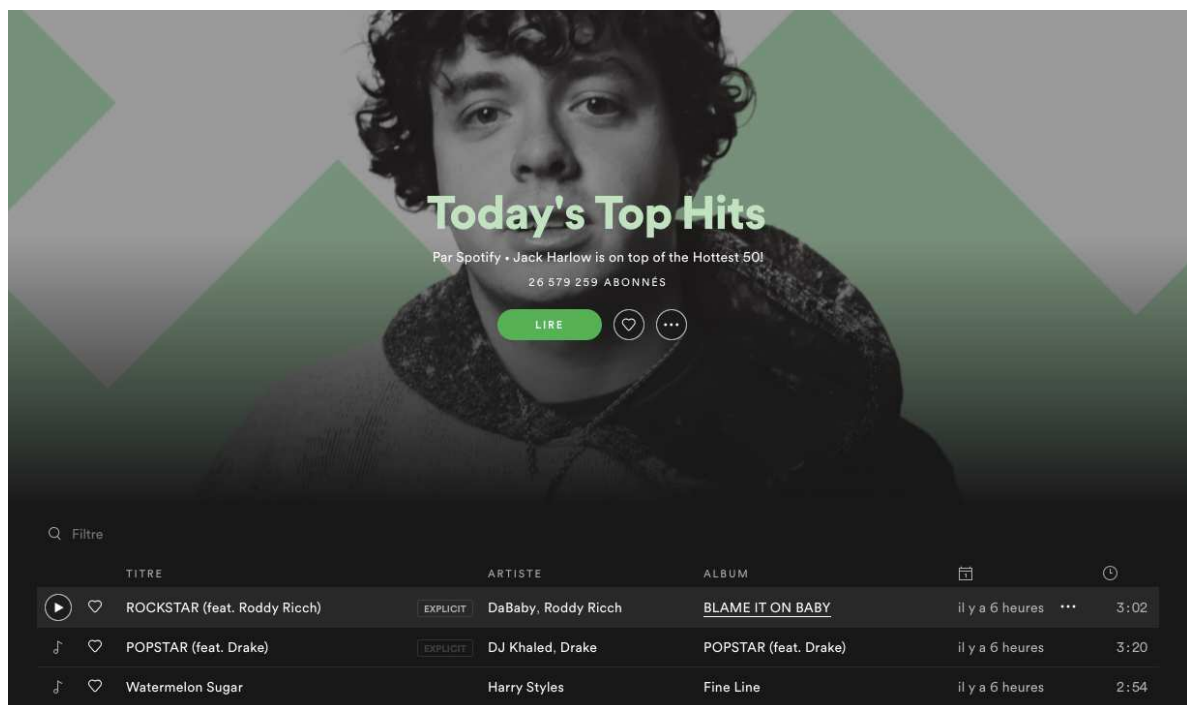 Today's Top Hits
Par Spotify • Jack Harlow is on top of the Hottest 50!
26 579 259 ABONNÉS
LIRE
Filtre
TITRE ARTISTE ALBUM
ROCKSTAR (feat. Roddy Ricch) EXPLICIT DaBaby, Roddy Ricch BLAME IT ON BABY il y a 6 heures ••• 3:02
POPSTAR (feat. Drake) EXPLICIT DJ Khaled, Drake POPSTAR (feat. Drake) il y a 6 heures 3:20
Watermelon Sugar Harry Styles Fine Line il y a 6 heures 2:54